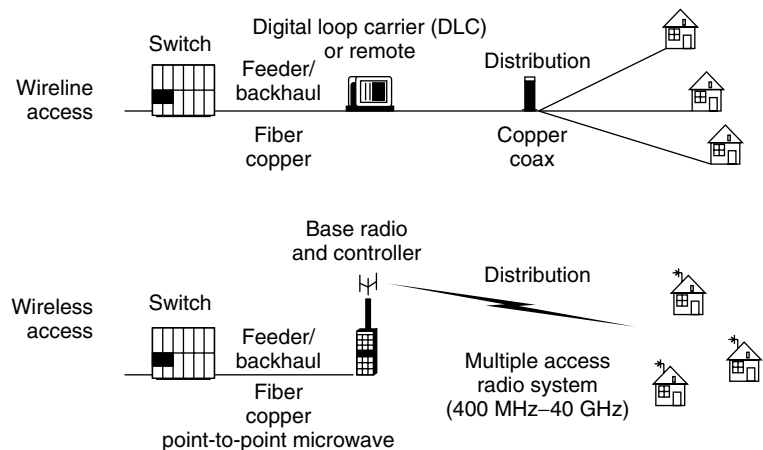 Digital loop carrier (DLC)
or remote
Switch
Feeder/
backhaul
Distribution
Wireline
access
Fiber
copper
Copper
coax
Base radio
and controller
Distribution
Wireless
access
Switch
Feeder/
backhaul
Multiple access
radio system
(400 MHz–40 GHz)
Fiber
copper
point-to-point microwave